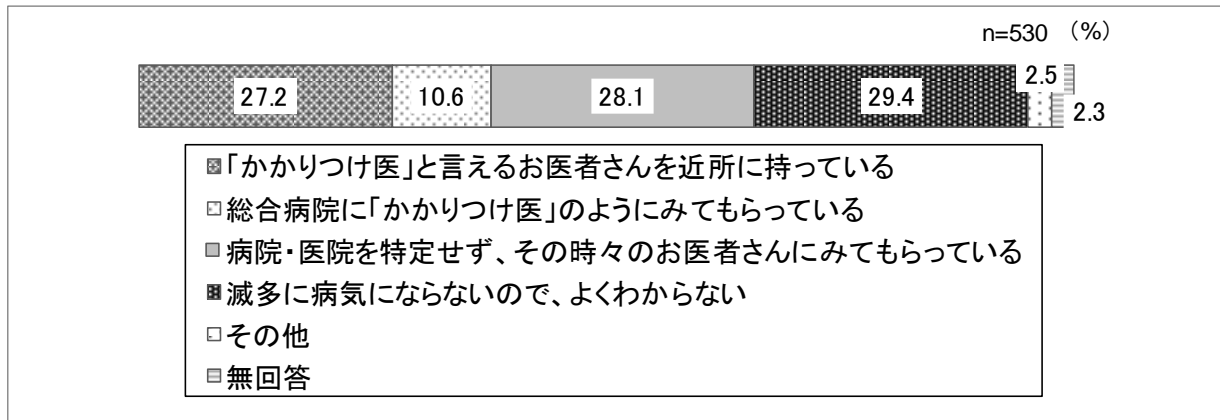 n=530 （%）
27.2 10.6 28.1 29.4 2.5 2.3
「かかりつけ医」と言えるお医者さんを近所に持っている
総合病院に「かかりつけ医」のようにみてもらっている
病院・医院を特定せず、その時々のお医者さんにみてもらっている
滅多に病気にならないので、よくわからない
その他
無回答